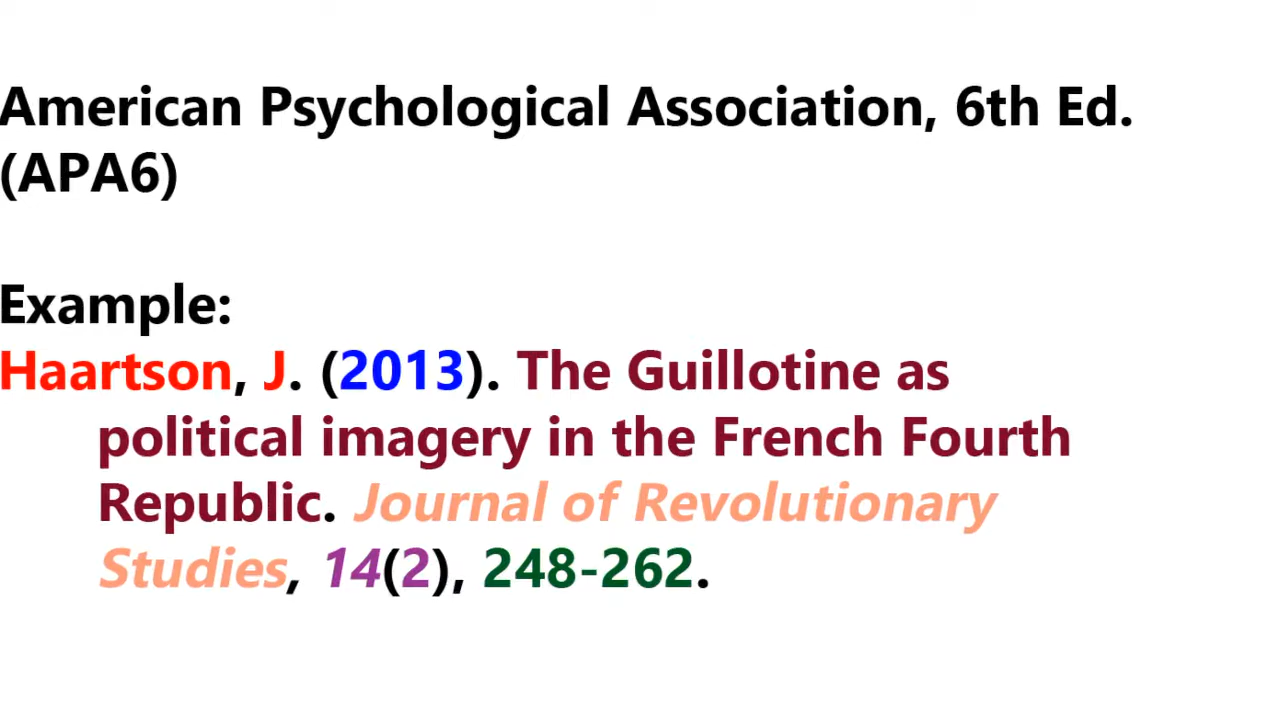 American Psychological Association, 6th Ed.
(APA6)
Example:
Haartson, J. (2013). The Guillotine as
political imagery in the French Fourth
Republic. Journal of Revolutionary
Studies, 14(2), 248-262.